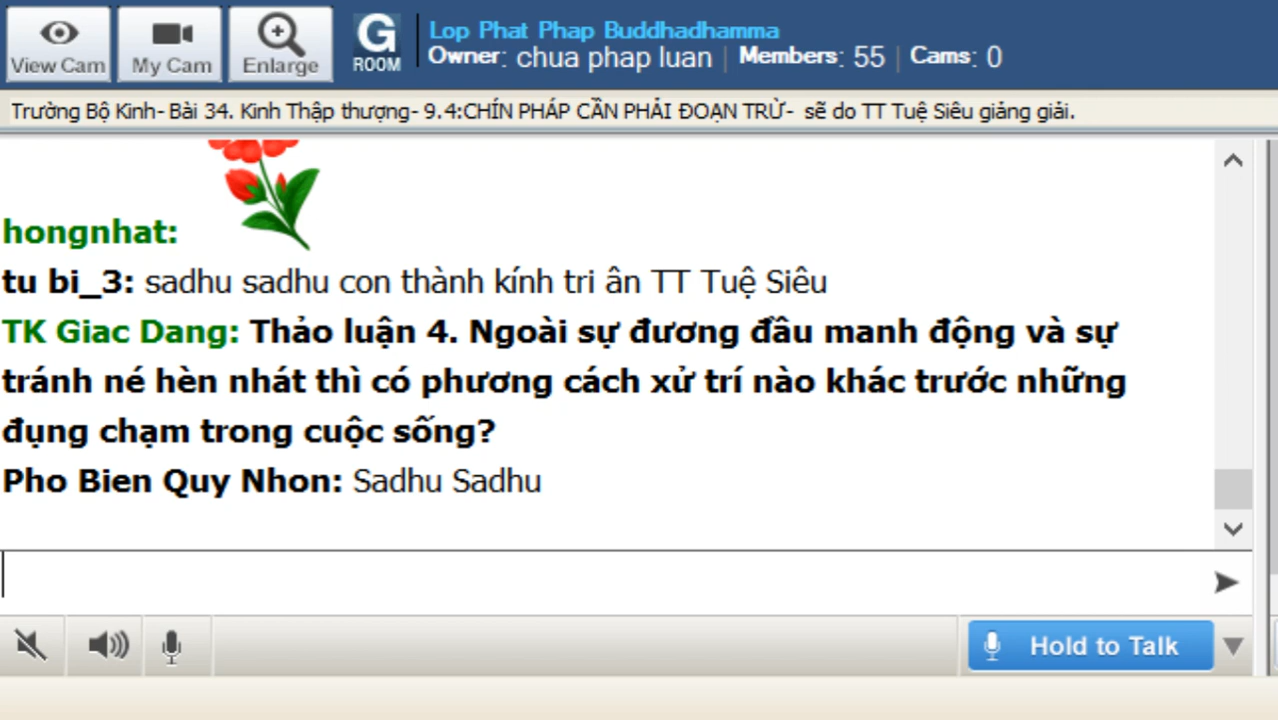 View Cam
My Cam
Enlarge
G
ROOM
Lop Phat Phap Buddhadhamma
Owner: chua phap luan | Members: 55 | Cams: 0
Trường Bộ Kinh- Bài 34. Kinh Thập thượng- 9.4:CHÍN PHÁP CẦN PHẢI ĐOẠN TRỪ- sẽ do TT Tuệ Siêu giảng giải.
hongnhat:
tu bi_3: sadhu sadhu con thành kính tri ân TT Tuệ Siêu
TK Giac Dang: Thảo luận 4. Ngoài sự đương đầu manh động và sự
tránh né hèn nhát thì có phương cách xử trí nào khác trước những
đụng chạm trong cuộc sống?
Pho Bien Quy Nhon: Sadhu Sadhu
Hold to Talk